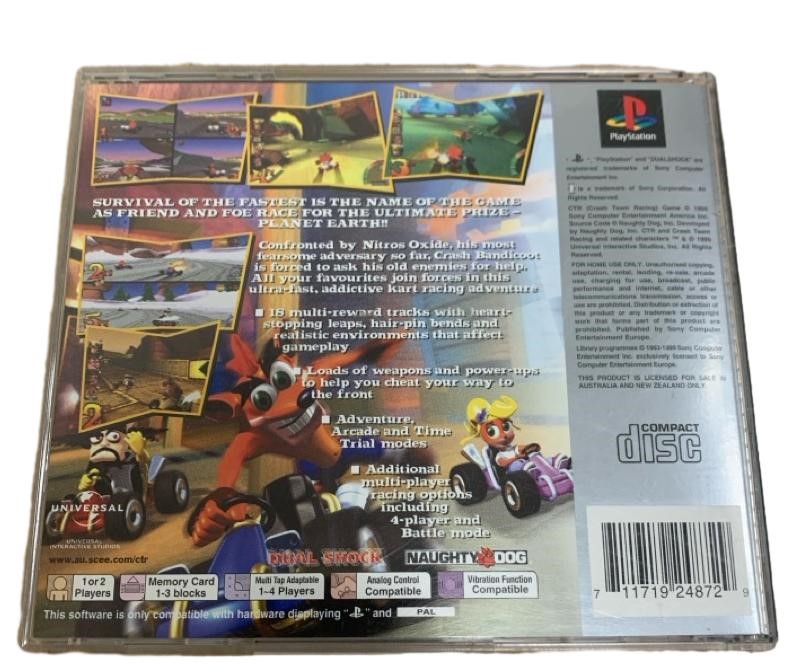 SURVIVAL OF THE FASTEST IS THE NAME OF THE GAME
AS FRIEND AND FOE RACE FOR THE ULTIMATE PRIZE –
PLANET EARTH!!
Confronted by Nitros Oxide, his most
fearsome adversary so far, Crash Bandicoot
is forced to ask his old enemies for help.
All your favourites join forces in this
ultra-fast, addictive kart racing adventure
■ 18 multi-reward tracks with heart-
stopping leaps, hair-pin bends and
realistic environments that affect
gameplay
■ Loads of weapons and power-ups
to help you cheat your way to
the front
■ Adventure,
Arcade and Time
Trial modes
■ Additional
multi-player
racing options
including
4-player and
Battle mode
UNIVERSAL
UNIVERSAL
INTERACTIVE STUDIOS
www.au.scee.com/ctr
DUAL SHOCK
NAUGHTY DOG
1 or 2
Players
Memory Card
1-3 blocks
Multi Tap Adaptable
1~4 Players
Analog Control
Compatible
Vibration Function
Compatible
This software is only compatible with hardware displaying " " and PAL
PlayStation
" ", "PlayStation" and "DUALSHOCK" are
registered trademarks of Sony Computer
Entertainment Inc.
is a trademark of Sony Corporation. All
Rights Reserved.
CTR (Crash Team Racing) Game © 1999
Sony Computer Entertainment America Inc.
Source Code © Naughty Dog, Inc. Developed
by Naughty Dog, Inc. CTR and Crash Team
Racing and related characters ™ & © 1999
Universal Interactive Studios, Inc. All Rights
Reserved.
FOR HOME USE ONLY. Unauthorised copying,
adaptation, rental, lending, re-sale, arcade
use, charging for use, broadcast, public
performance and internet, cable or other
telecommunications transmission, access or
use are prohibited. Distribution or extraction of
this product or any trademark or copyright
work that forms part of this product are
prohibited. Published by Sony Computer
Entertainment Europe.
Library programmes © 1993-1999 Sony Computer
Entertainment Inc. exclusively licensed to Sony
Computer Entertainment Europe.
THIS PRODUCT IS LICENSED FOR SALE IN
AUSTRALIA AND NEW ZEALAND ONLY.
COMPACT
disc
7 11719 24872 9